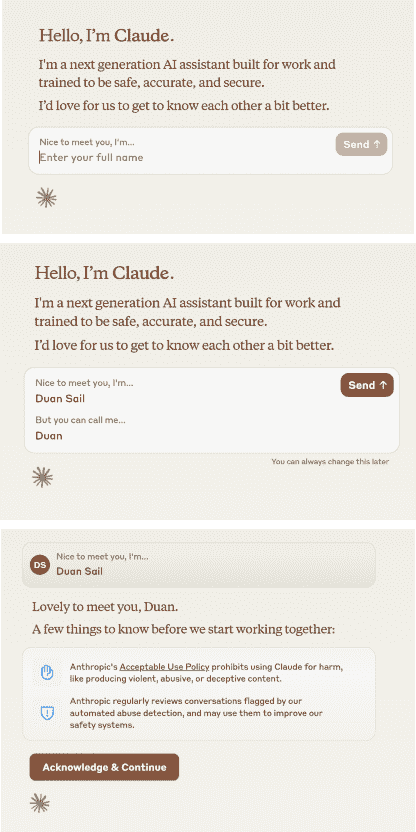 Hello, I'm Claude.
I'm a next generation AI assistant built for work and
trained to be safe, accurate, and secure.
I'd love for us to get to know each other a bit better.
Nice to meet you, I'm...
Enter your full name
Send ↑
Hello, I'm Claude.
I'm a next generation AI assistant built for work and
trained to be safe, accurate, and secure.
I'd love for us to get to know each other a bit better.
Nice to meet you, I'm...
Duan Sail
Send ↑
But you can call me...
Duan
You can always change this later
DS
Nice to meet you, I'm...
Duan Sail
Lovely to meet you, Duan.
A few things to know before we start working together:
Anthropic's Acceptable Use Policy prohibits using Claude for harm,
like producing violent, abusive, or deceptive content.
Anthropic regularly reviews conversations flagged by our
automated abuse detection, and may use them to improve our
safety systems.
Acknowledge & Continue